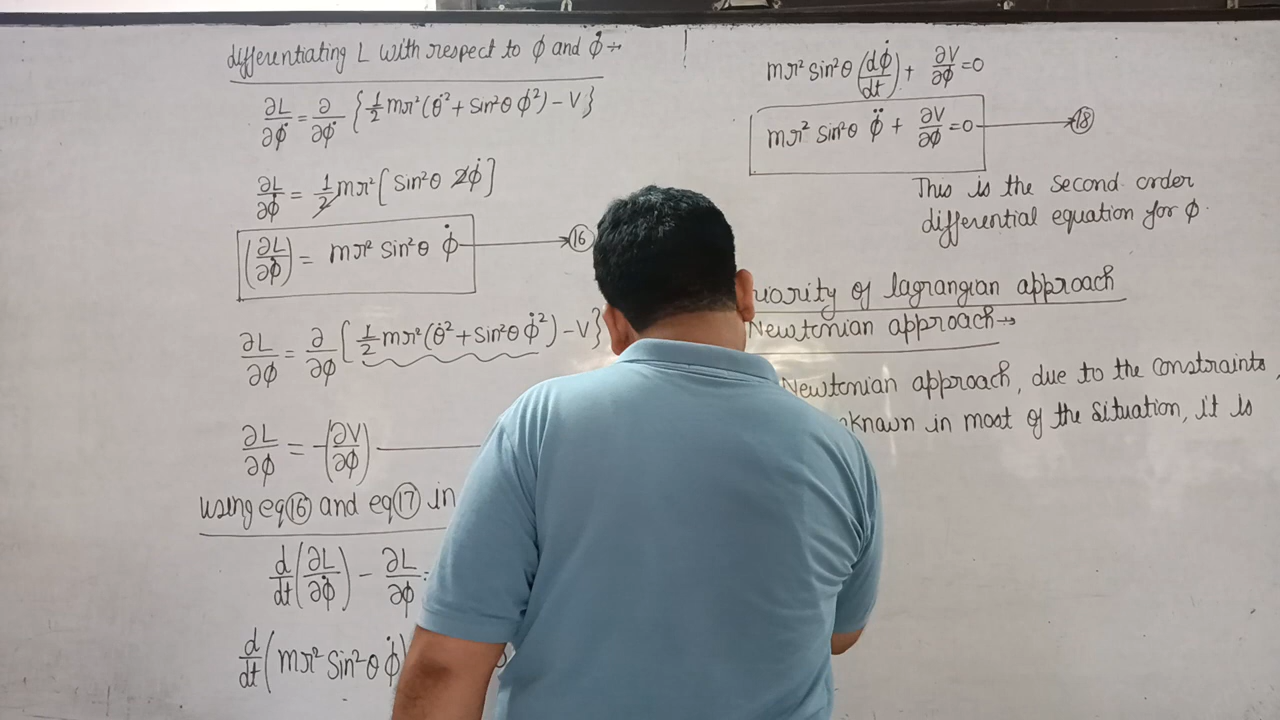 differentiating L with respect to ϕ and ϕ̇ →
∂L/∂ϕ̇ = ∂/∂ϕ̇ {1/2 mr²(θ̇² + Sin²θ ϕ̇²) − V}
∂L/∂ϕ̇ = 1/2 mr² [Sin²θ 2ϕ̇]
(∂L/∂ϕ̇) = mr² Sin²θ ϕ̇ → 16
∂L/∂ϕ = ∂/∂ϕ [1/2 mr²(θ̇² + Sin²θ ϕ̇²) − V}
∂L/∂ϕ = −(∂V/∂ϕ)
using eq 16 and eq 17 in
d/dt (∂L/∂ϕ̇) − ∂L/∂ϕ =
d/dt (mr² Sin²θ ϕ̇)
mr² sin²θ (dϕ̇/dt) + ∂V/∂ϕ = 0
mr² Sin²θ ϕ̈ + ∂V/∂ϕ = 0 → 18
This is the second order
differential equation for ϕ.
of lagrangian approach
Newtonian approach →
Newtonian approach, due to the constraints,
in most of the situation, it is